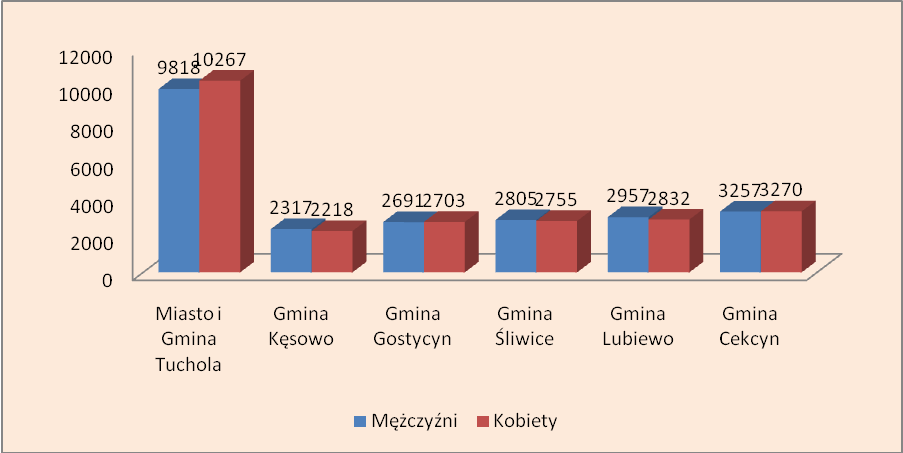 12000
10000
8000
6000
4000
2000
0
9818 10267
2317 2218
2691 2703
2805 2755
2957 2832
3257 3270
Miasto i
Gmina
Tuchola
Gmina
Kęsowo
Gmina
Gostycyn
Gmina
Śliwice
Gmina
Lubiewo
Gmina
Cekcyn
Mężczyźni Kobiety